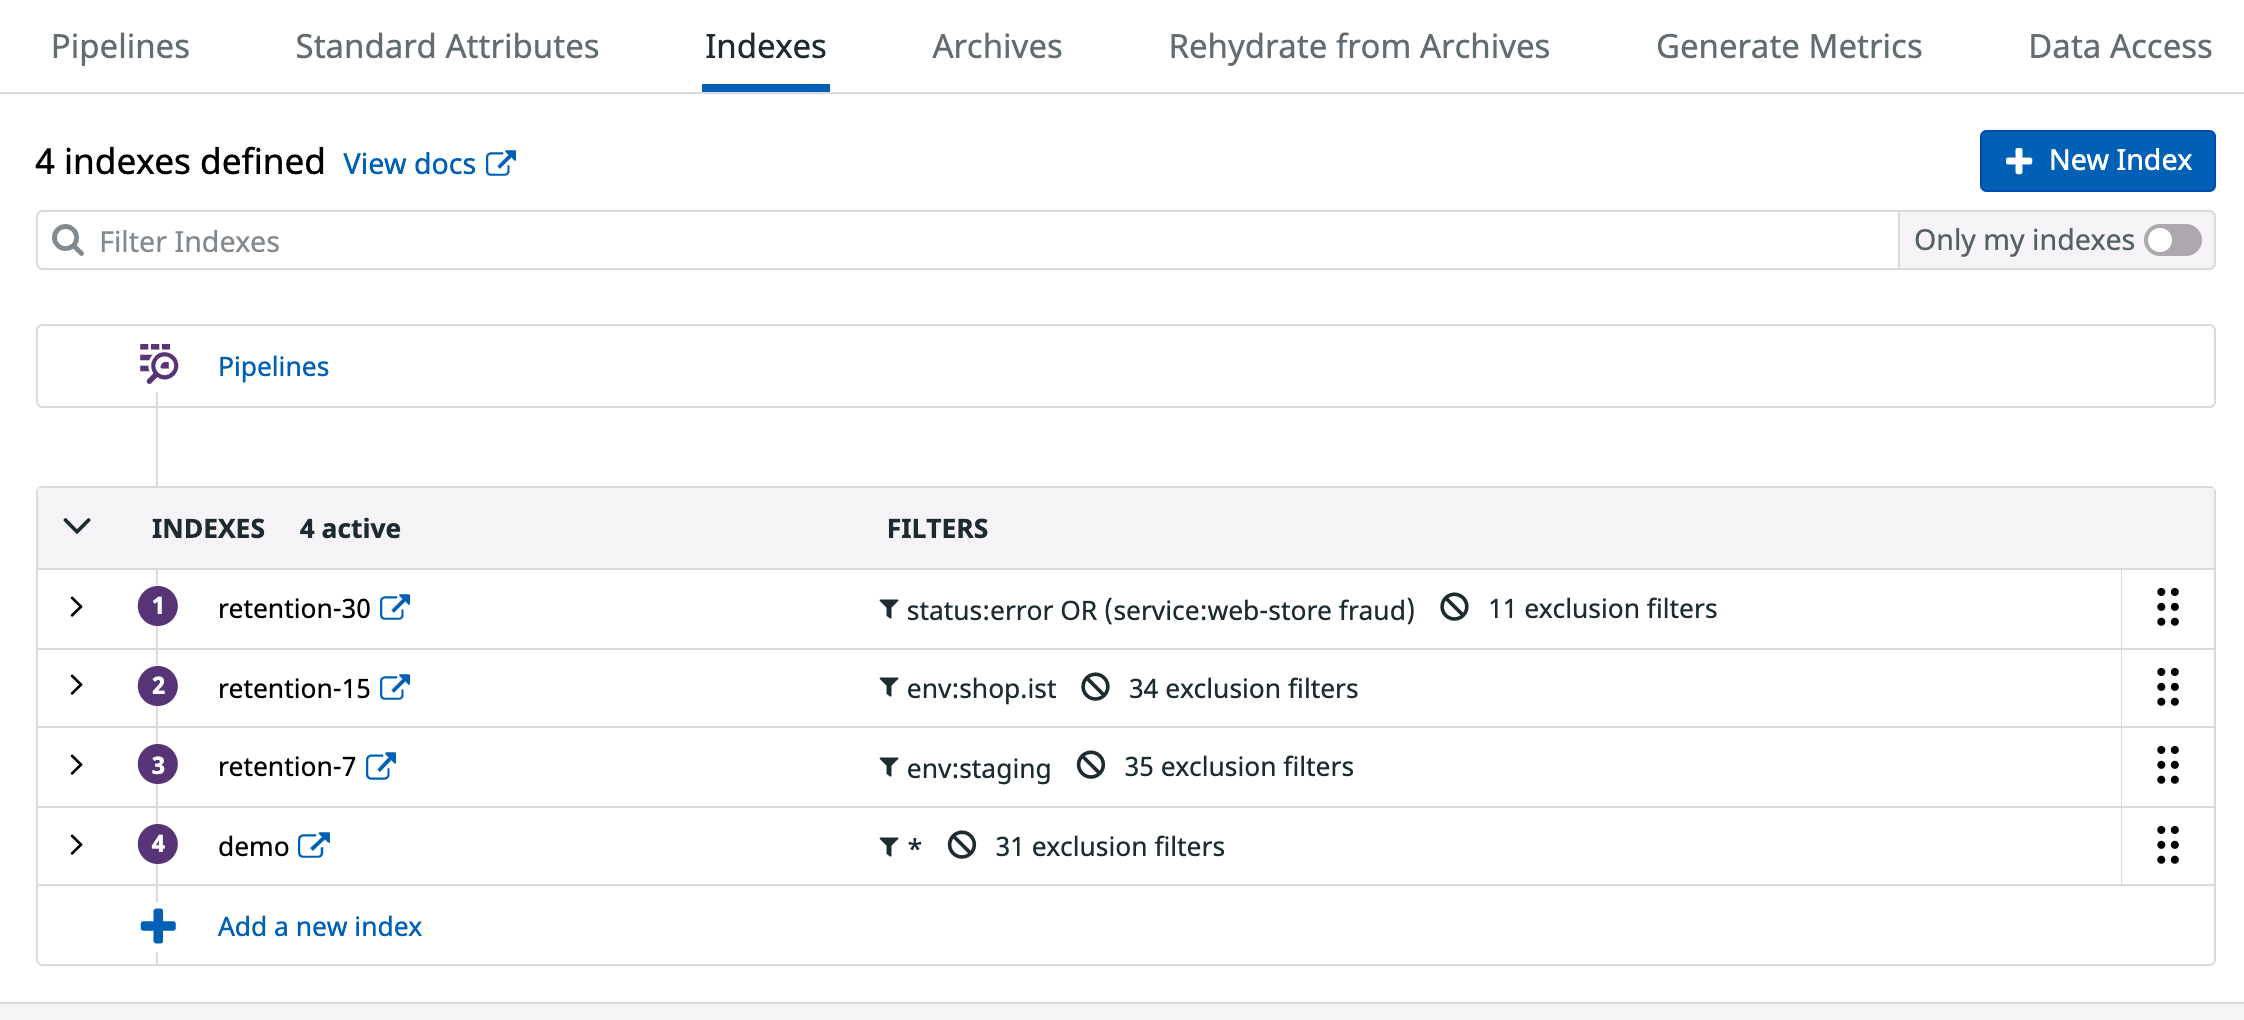 Pipelines Standard Attributes Indexes Archives Rehydrate from Archives Generate Metrics Data Access
4 indexes defined View docs New Index
Filter Indexes Only my indexes
Pipelines
INDEXES 4 active FILTERS
1 retention-30 status:error OR (service:web-store fraud) 11 exclusion filters
2 retention-15 env:shop.ist 34 exclusion filters
3 retention-7 env:staging 35 exclusion filters
4 demo * 31 exclusion filters
Add a new index